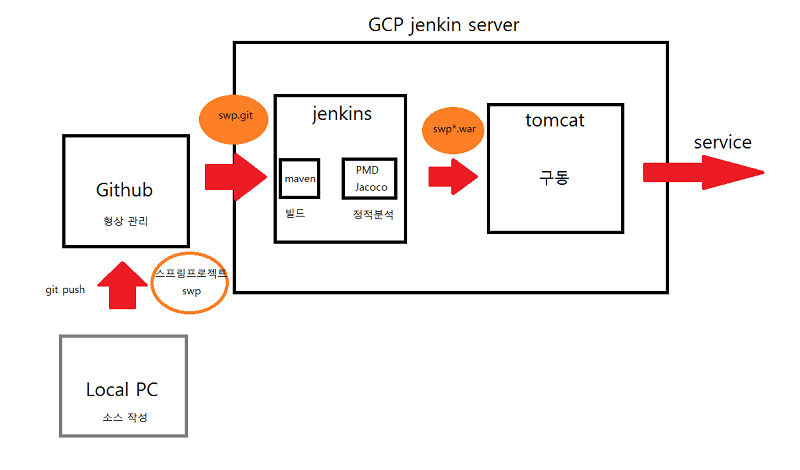 GCP jenkin server
swp.git
jenkins
maven
빌드
PMD
Jacoco
정적분석
swp*.war
tomcat
구동
service
Github
형상 관리
git push
스프링프로젝트
swp
Local PC
소스 작성